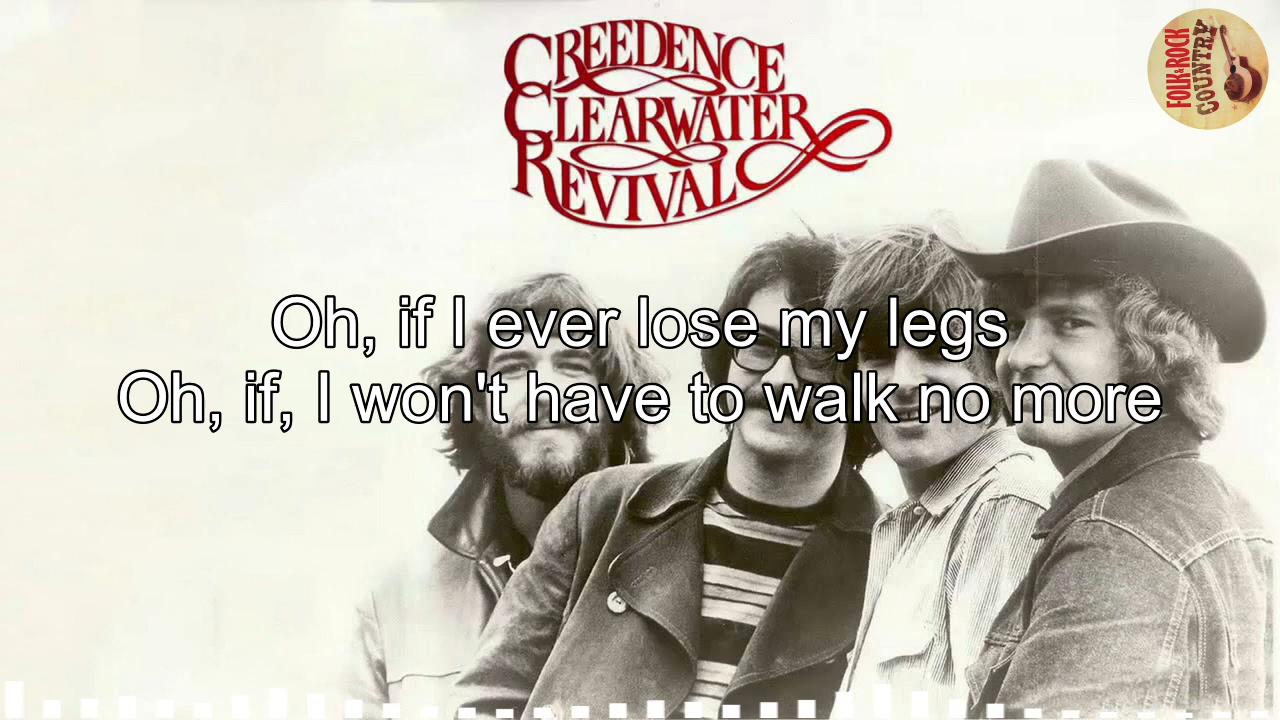 CREEDENCE
CLEARWATER
REVIVAL
FOLK & ROCK
COUNTRY
Oh, if I ever lose my legs
Oh, if, I won't have to walk no more